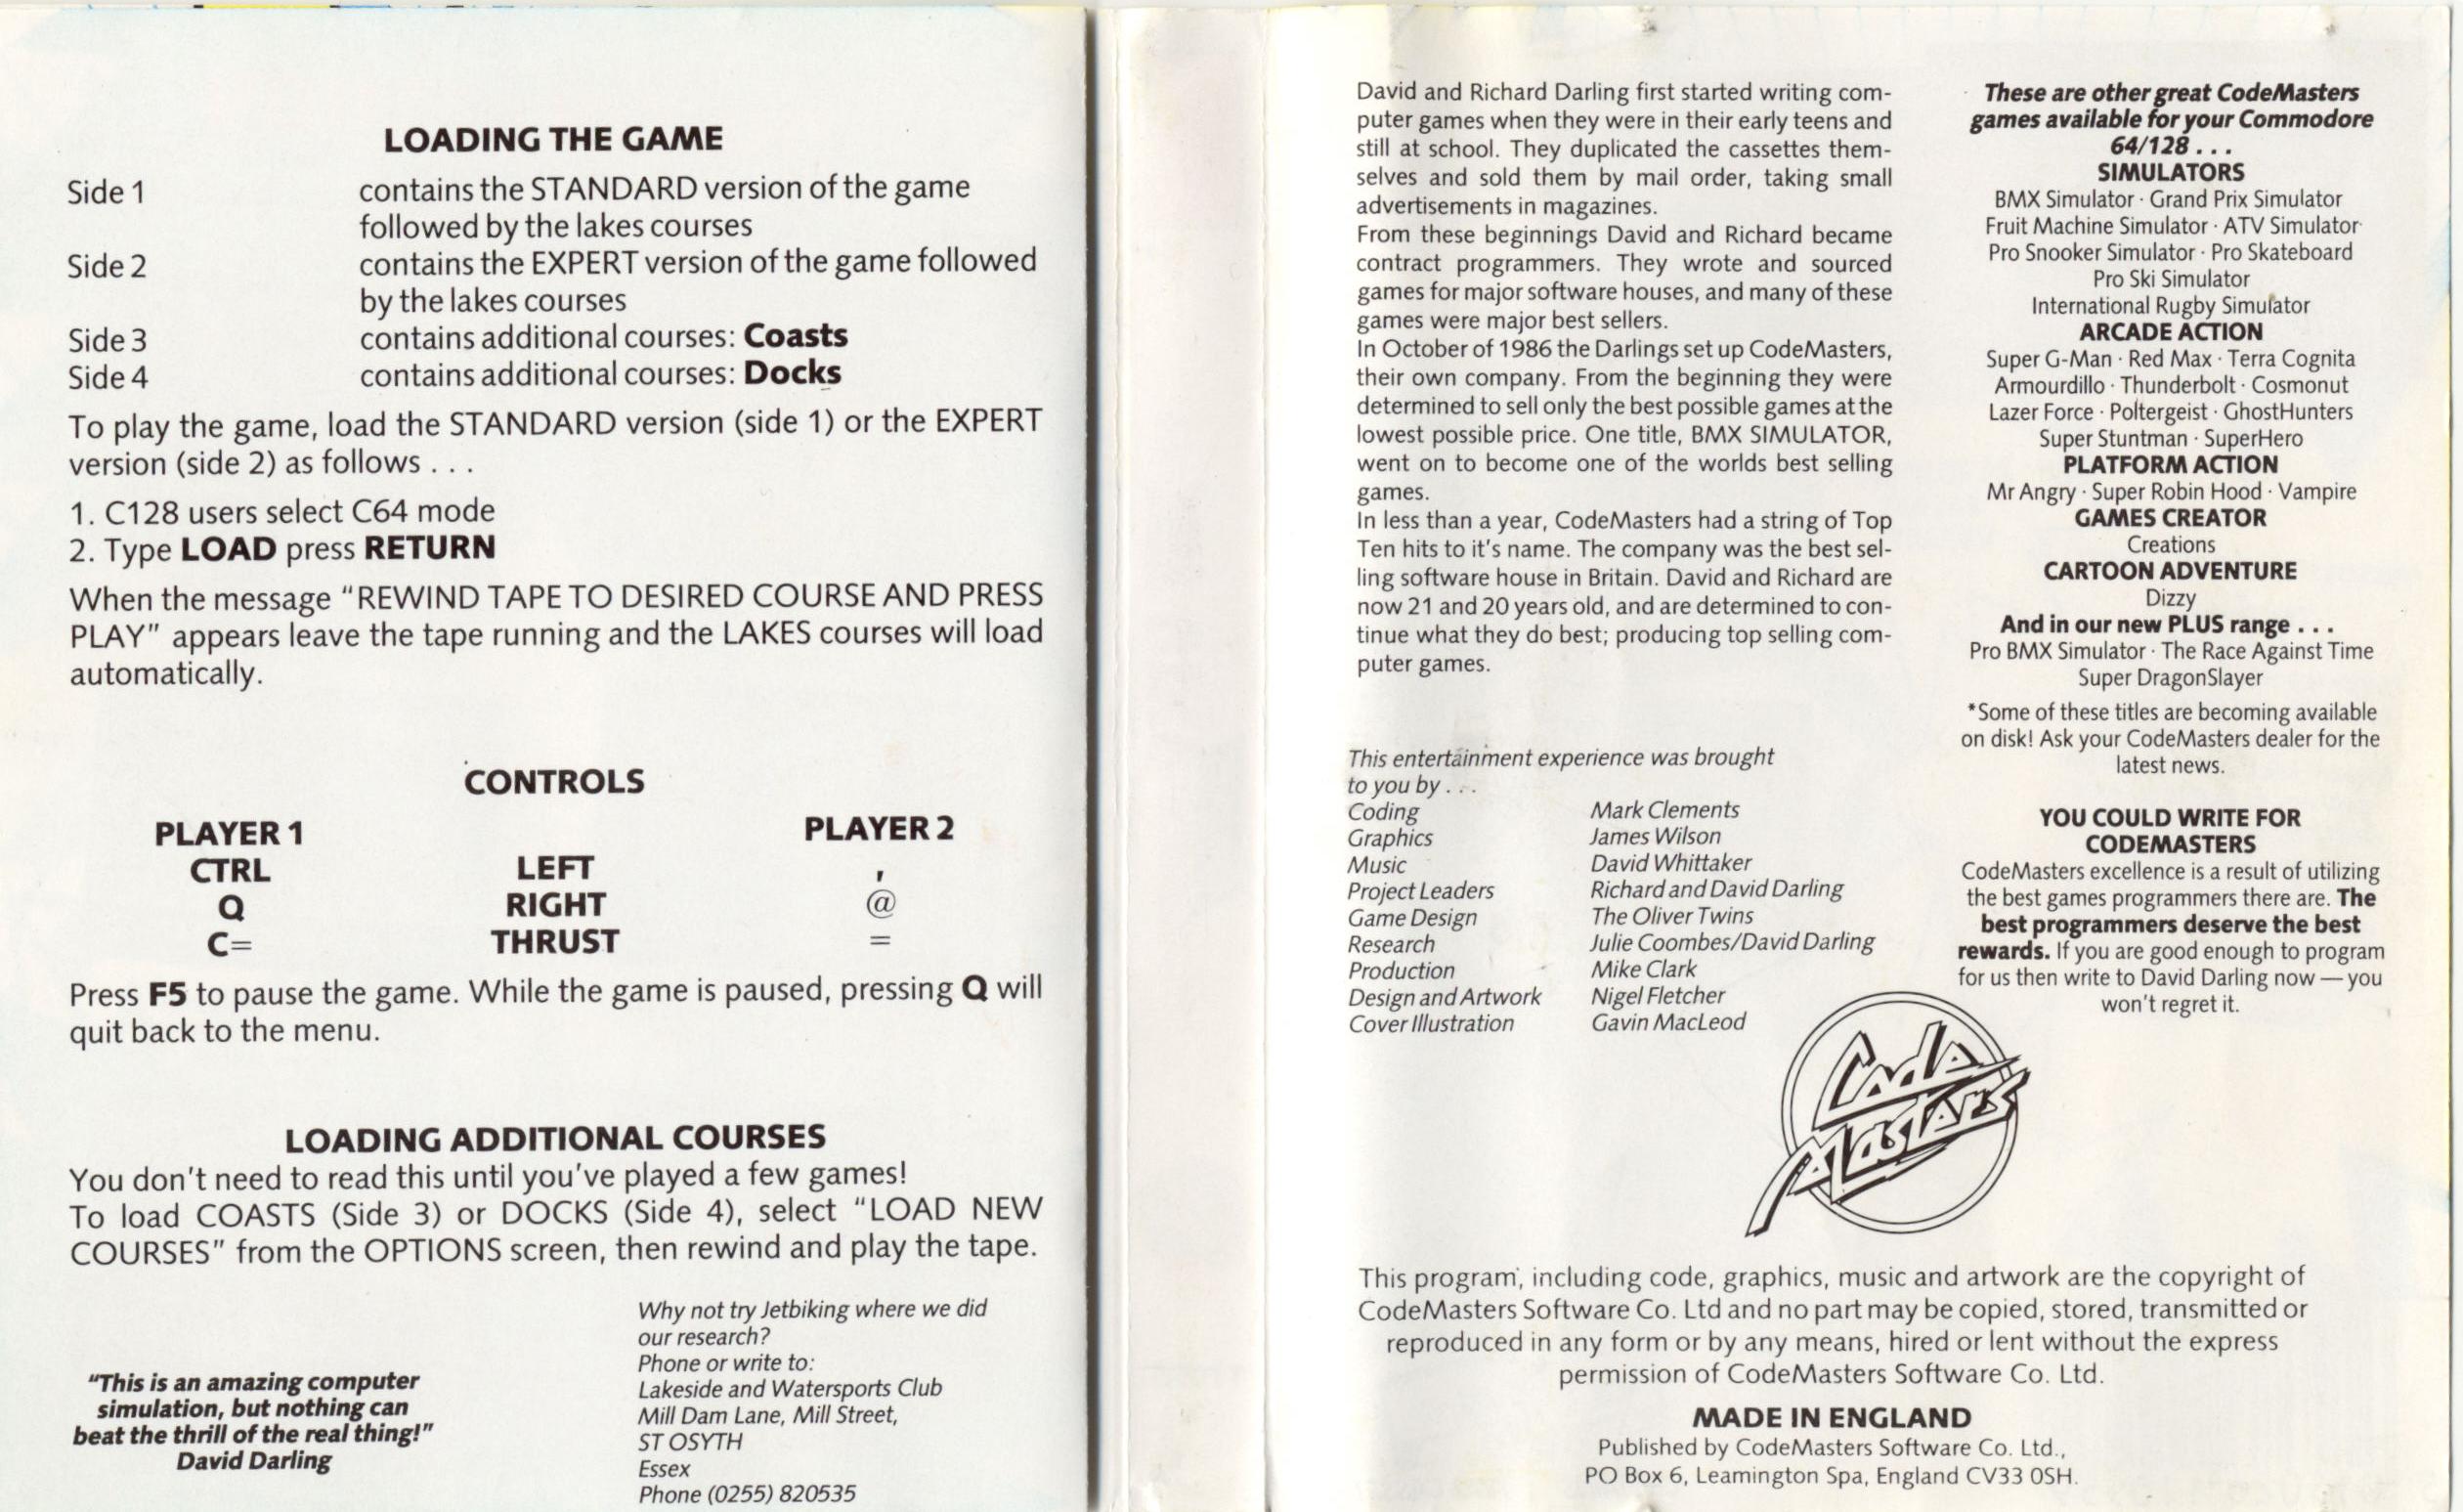 LOADING THE GAME
Side 1 contains the STANDARD version of the game
followed by the lakes courses
Side 2 contains the EXPERT version of the game followed
by the lakes courses
Side 3 contains additional courses: Coasts
Side 4 contains additional courses: Docks
To play the game, load the STANDARD version (side 1) or the EXPERT
version (side 2) as follows . . .
1. C128 users select C64 mode
2. Type LOAD press RETURN
When the message "REWIND TAPE TO DESIRED COURSE AND PRESS
PLAY" appears leave the tape running and the LAKES courses will load
automatically.
CONTROLS
PLAYER 1 PLAYER 2
CTRL LEFT ,
Q RIGHT @
C= THRUST =
Press F5 to pause the game. While the game is paused, pressing Q will
quit back to the menu.
LOADING ADDITIONAL COURSES
You don't need to read this until you've played a few games!
To load COASTS (Side 3) or DOCKS (Side 4), select "LOAD NEW
COURSES" from the OPTIONS screen, then rewind and play the tape.
"This is an amazing computer
simulation, but nothing can
beat the thrill of the real thing!"
David Darling
Why not try Jetbiking where we did
our research?
Phone or write to:
Lakeside and Watersports Club
Mill Dam Lane, Mill Street,
ST OSYTH
Essex
Phone (0255) 820535
David and Richard Darling first started writing com-
puter games when they were in their early teens and
still at school. They duplicated the cassettes them-
selves and sold them by mail order, taking small
advertisements in magazines.
From these beginnings David and Richard became
contract programmers. They wrote and sourced
games for major software houses, and many of these
games were major best sellers.
In October of 1986 the Darlings set up CodeMasters,
their own company. From the beginning they were
determined to sell only the best possible games at the
lowest possible price. One title, BMX SIMULATOR,
went on to become one of the worlds best selling
games.
In less than a year, CodeMasters had a string of Top
Ten hits to it's name. The company was the best sel-
ling software house in Britain. David and Richard are
now 21 and 20 years old, and are determined to con-
tinue what they do best; producing top selling com-
puter games.
This entertainment experience was brought
to you by . . .
Coding Mark Clements
Graphics James Wilson
Music David Whittaker
Project Leaders Richard and David Darling
Game Design The Oliver Twins
Research Julie Coombes/David Darling
Production Mike Clark
Design and Artwork Nigel Fletcher
Cover Illustration Gavin MacLeod
These are other great CodeMasters
games available for your Commodore
64/128 . . .
SIMULATORS
BMX Simulator · Grand Prix Simulator
Fruit Machine Simulator · ATV Simulator·
Pro Snooker Simulator · Pro Skateboard
Pro Ski Simulator
International Rugby Simulator
ARCADE ACTION
Super G-Man · Red Max · Terra Cognita
Armourdillo · Thunderbolt · Cosmonut
Lazer Force · Poltergeist · GhostHunters
Super Stuntman · SuperHero
PLATFORM ACTION
Mr Angry · Super Robin Hood · Vampire
GAMES CREATOR
Creations
CARTOON ADVENTURE
Dizzy
And in our new PLUS range . . .
Pro BMX Simulator · The Race Against Time
Super DragonSlayer
*Some of these titles are becoming available
on disk! Ask your CodeMasters dealer for the
latest news.
YOU COULD WRITE FOR
CODEMASTERS
CodeMasters excellence is a result of utilizing
the best games programmers there are. The
best programmers deserve the best
rewards. If you are good enough to program
for us then write to David Darling now — you
won't regret it.
Code
Masters
This program, including code, graphics, music and artwork are the copyright of
CodeMasters Software Co. Ltd and no part may be copied, stored, transmitted or
reproduced in any form or by any means, hired or lent without the express
permission of CodeMasters Software Co. Ltd.
MADE IN ENGLAND
Published by CodeMasters Software Co. Ltd.,
PO Box 6, Leamington Spa, England CV33 0SH.